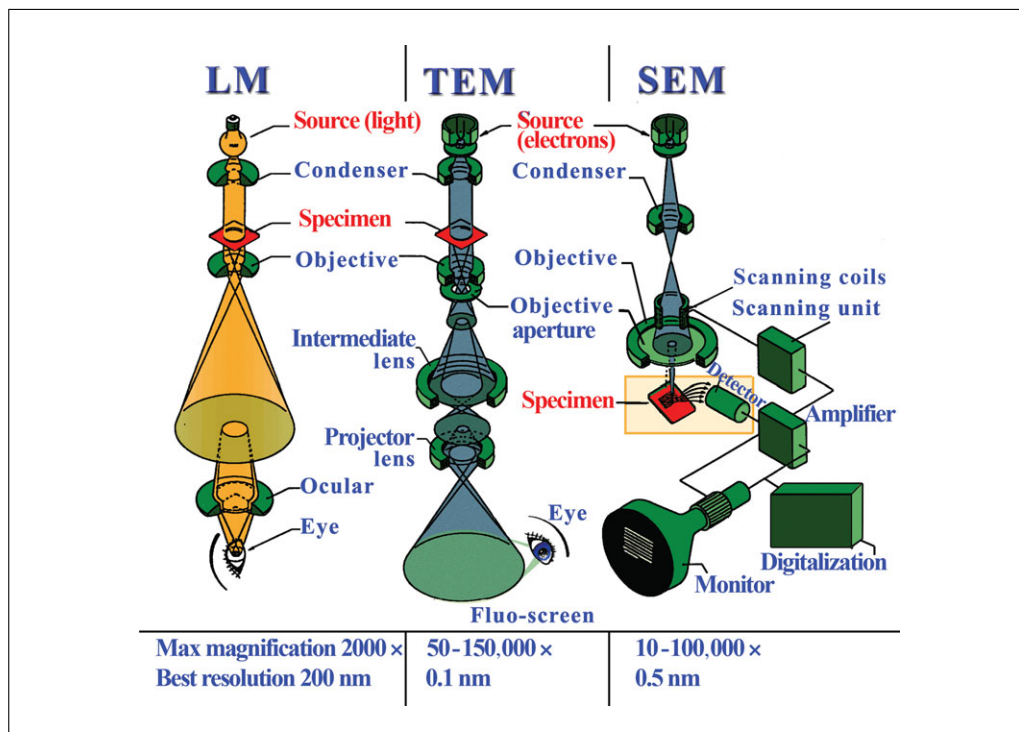 LM
TEM
SEM
Source (light)
Source
(electrons)
Condenser
Condenser
Specimen
Objective
Objective
Objective
aperture
Scanning coils
Scanning unit
Intermediate
lens
Specimen
Detector
Amplifier
Projector
lens
Ocular
Eye
Eye
Digitalization
Monitor
Fluo-screen
Max magnification 2000 ×
50-150,000 ×
10-100,000 ×
Best resolution 200 nm
0.1 nm
0.5 nm